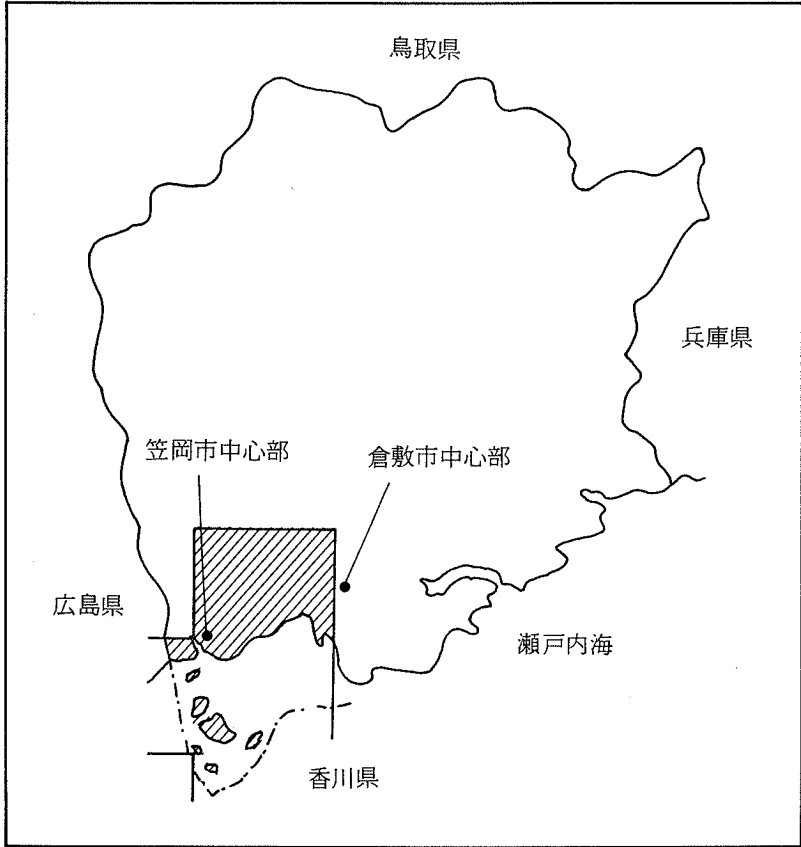 鳥取県
兵庫県
笠岡市中心部
倉敷市中心部
広島県
瀬戸内海
香川県